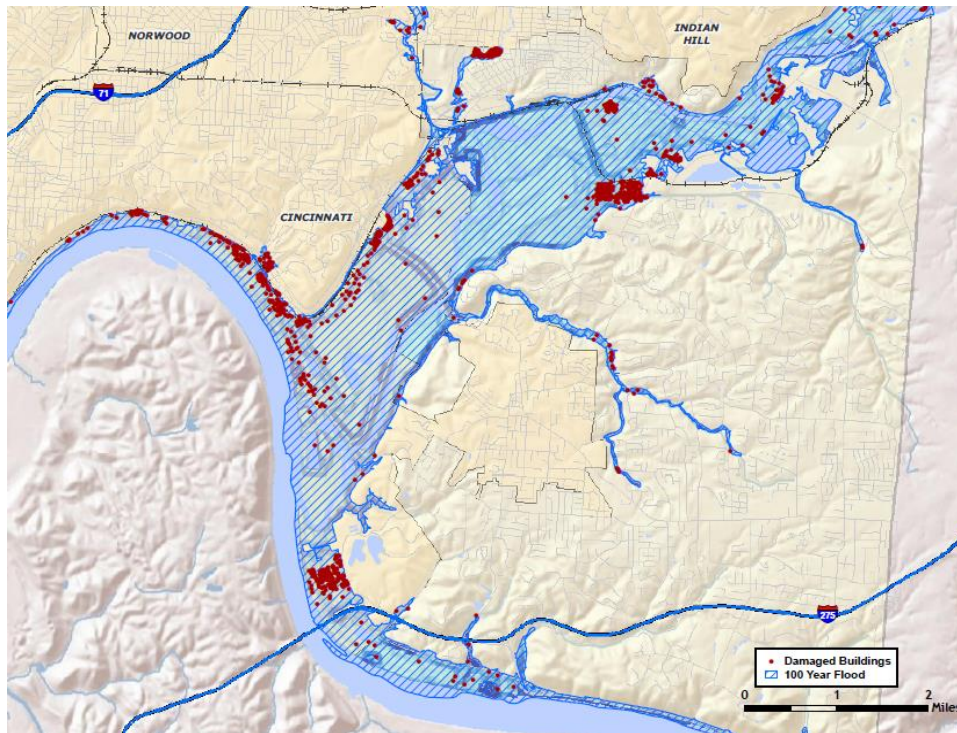 NORWOOD
INDIAN
HILL
71
CINCINNATI
275
Damaged Buildings
100 Year Flood
0 1 2
Miles